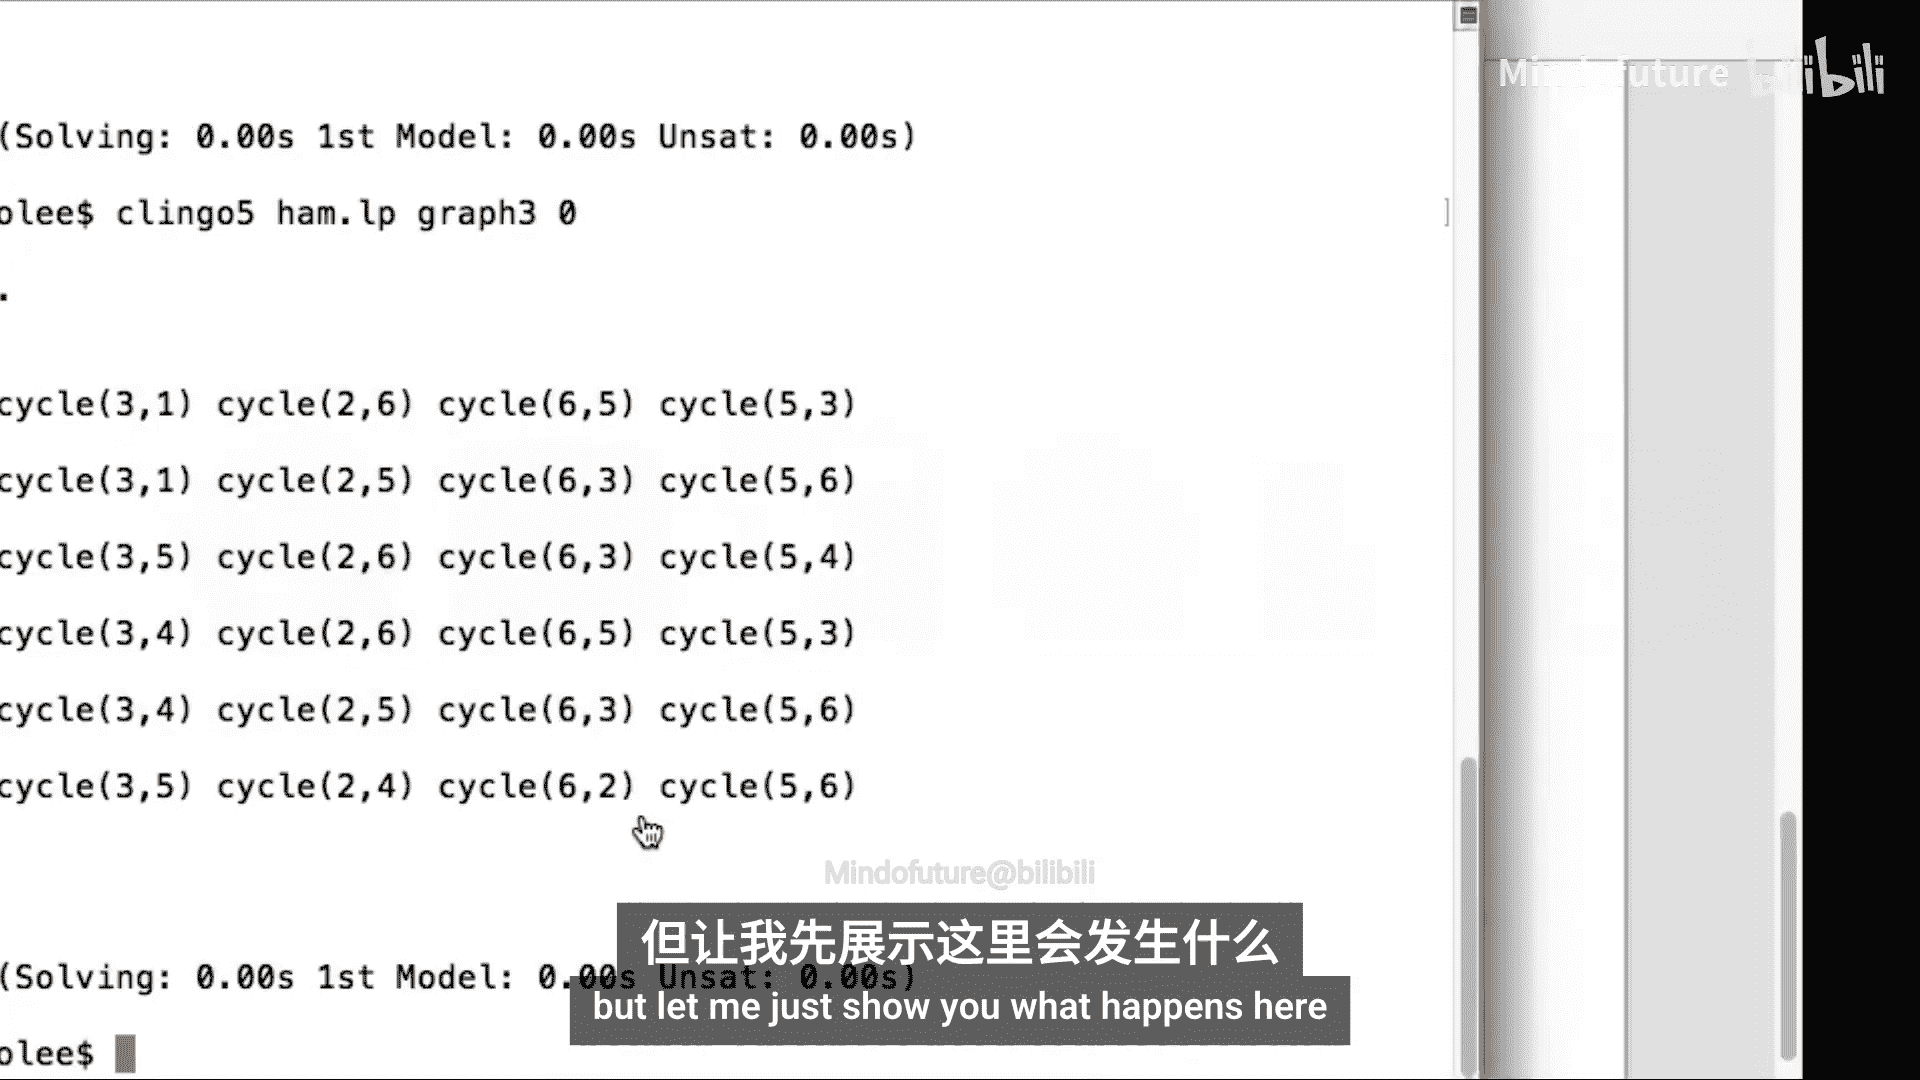 Mindofuture bilibili
(Solving: 0.00s 1st Model: 0.00s Unsat: 0.00s)
olee$ clingo5 ham.lp graph3 0
]
.
cycle(3,1) cycle(2,6) cycle(6,5) cycle(5,3)
cycle(3,1) cycle(2,5) cycle(6,3) cycle(5,6)
cycle(3,5) cycle(2,6) cycle(6,3) cycle(5,4)
cycle(3,4) cycle(2,6) cycle(6,5) cycle(5,3)
cycle(3,4) cycle(2,5) cycle(6,3) cycle(5,6)
cycle(3,5) cycle(2,4) cycle(6,2) cycle(5,6)
Mindofuture@bilibili
但让我先展示这里会发生什么
(Solving: 0.00s 1st Model: 0.00s Unsat: 0.00s)
but let me just show you what happens here
olee$